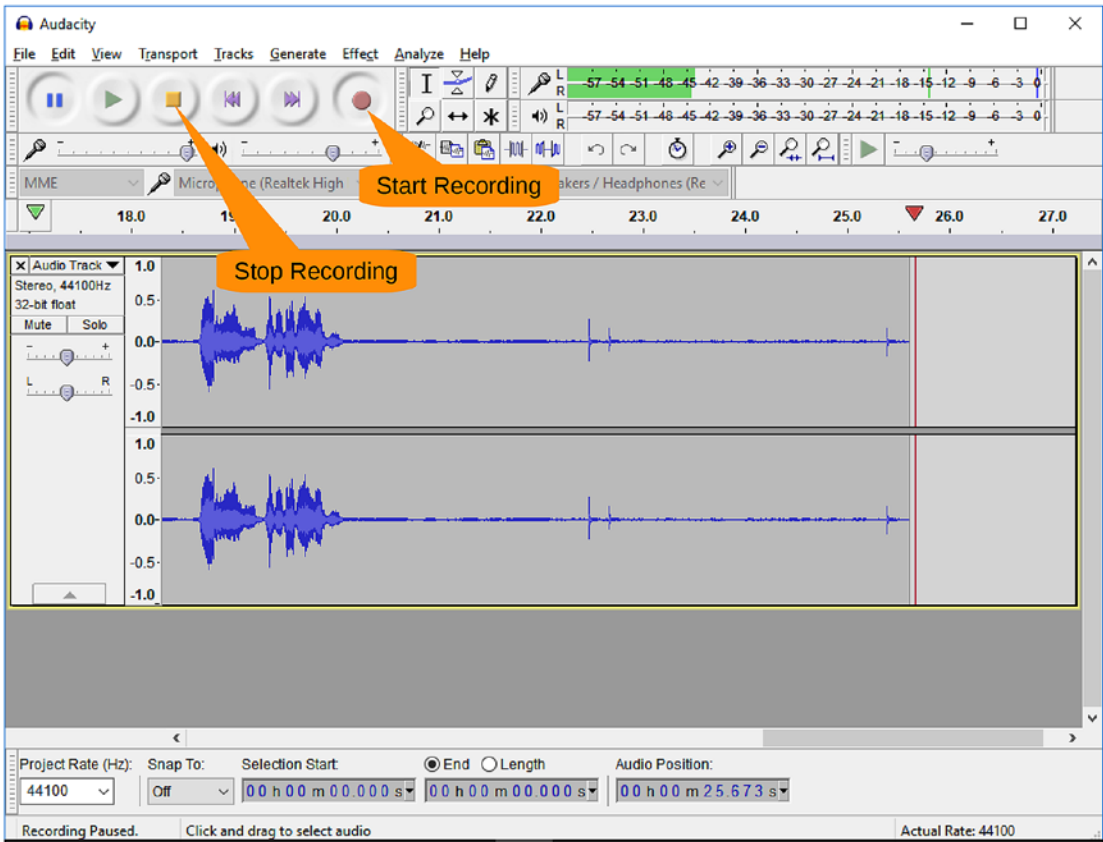 Audacity
File Edit View Transport Tracks Generate Effect Analyze Help
L
R
-57 -54 -51 -48 -45 -42 -39 -36 -33 -30 -27 -24 -21 -18 -15 -12 -9 -6 -3 0
L
R
-57 -54 -51 -48 -45 -42 -39 -36 -33 -30 -27 -24 -21 -18 -15 -12 -9 -6 -3 0
MME
(Realtek High
Start Recording
/ Headphones (Re
18.0 20.0 21.0 22.0 23.0 24.0 25.0 26.0 27.0
Stop Recording
X Audio Track
Stereo, 44100Hz
32-bit float
Mute Solo
- +
L R
1.0
0.5
0.0
-0.5
-1.0
1.0
0.5
0.0
-0.5
-1.0
Project Rate (Hz): Snap To: Selection Start: End Length Audio Position:
44100 Off 00 h 00 m 00.000 s 00 h 00 m 00.000 s 00 h 00 m 25.673 s
Recording Paused. Click and drag to select audio Actual Rate: 44100